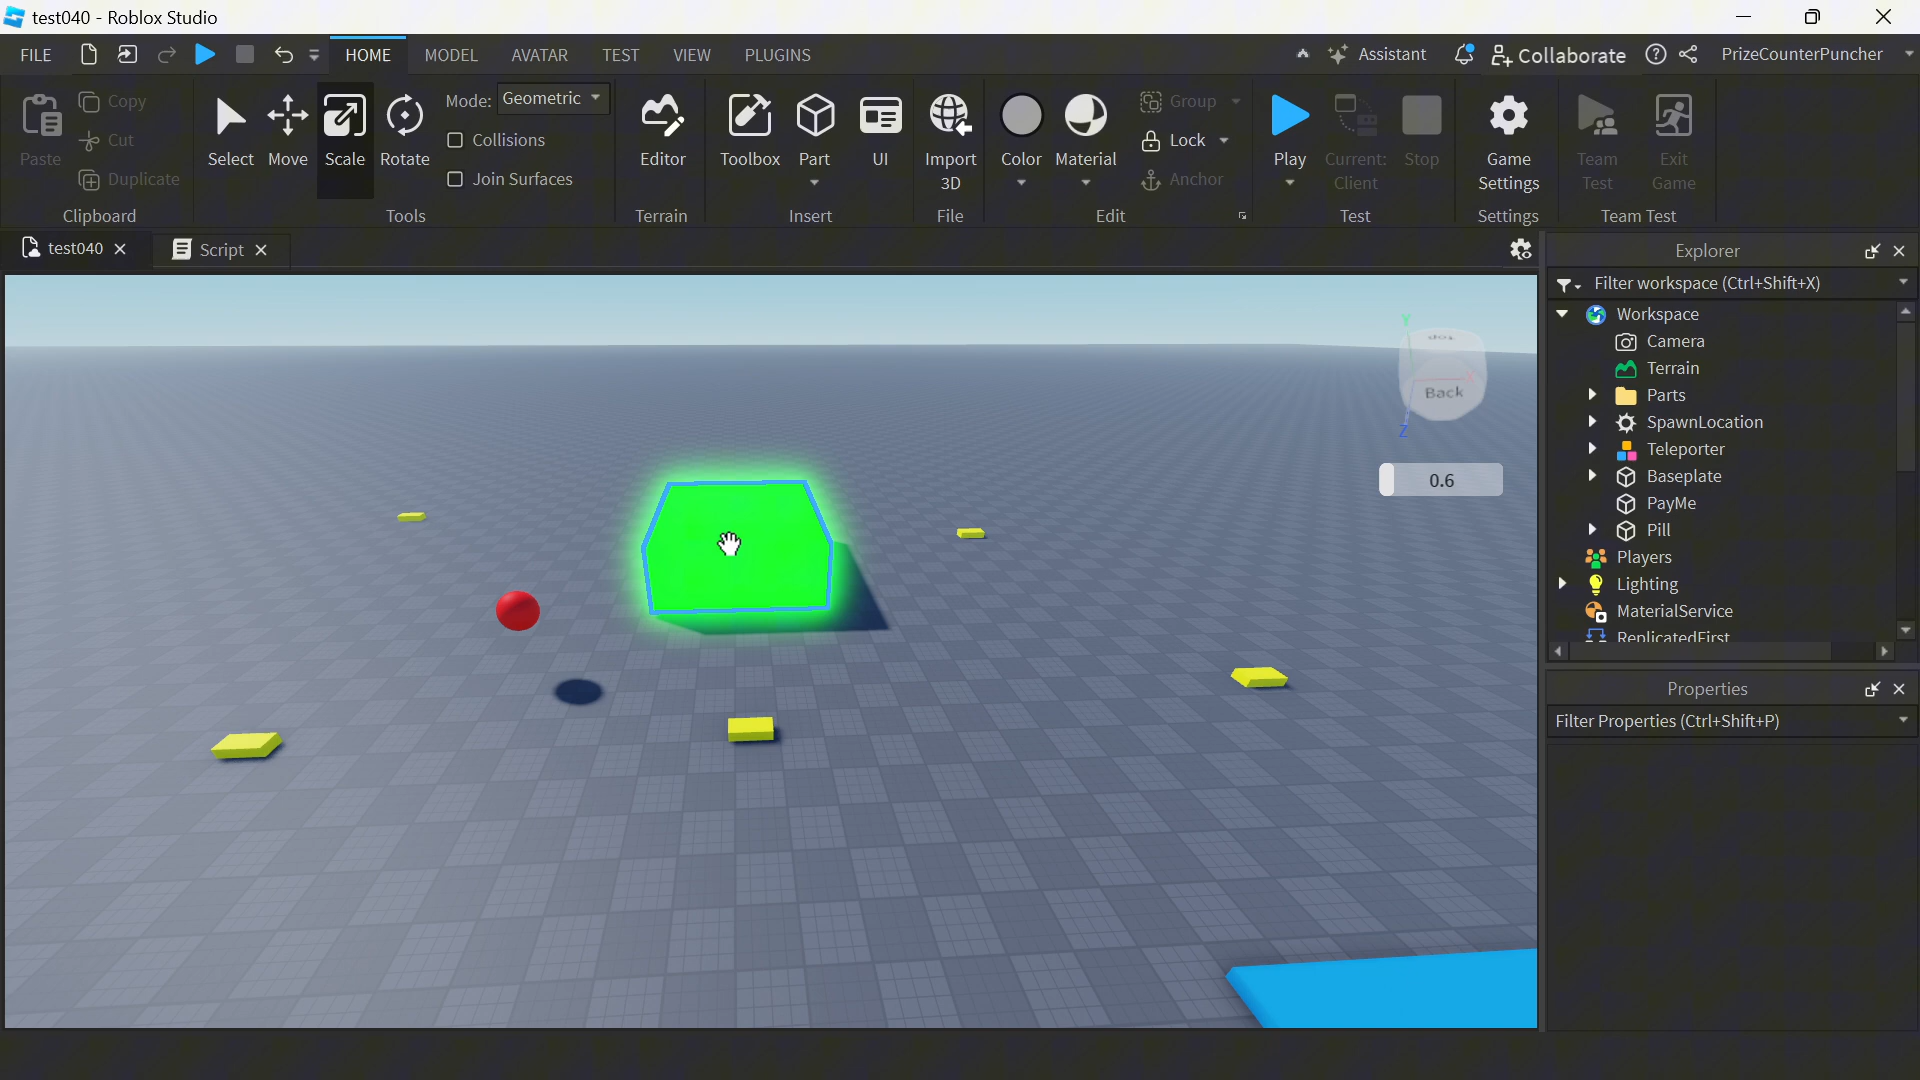 test040 - Roblox Studio
FILE HOME MODEL AVATAR TEST VIEW PLUGINS Assistant Collaborate PrizeCounterPuncher
Paste Copy Cut Duplicate
Clipboard
Select Move Scale Rotate
Mode: Geometric
Collisions
Join Surfaces
Tools
Editor
Terrain
Toolbox Part UI
Insert
Import
3D
File
Color Material
Group
Lock
Anchor
Edit
Play Current: Stop
Client
Test
Game
Settings
Settings
Team Exit
Test Game
Team Test
test040 Script
TOP
Back
Y
X
Z
0.6
Explorer
Filter workspace (Ctrl+Shift+X)
Workspace
Camera
Terrain
Parts
SpawnLocation
Teleporter
Baseplate
PayMe
Pill
Players
Lighting
MaterialService
ReplicatedFirst
Properties
Filter Properties (Ctrl+Shift+P)